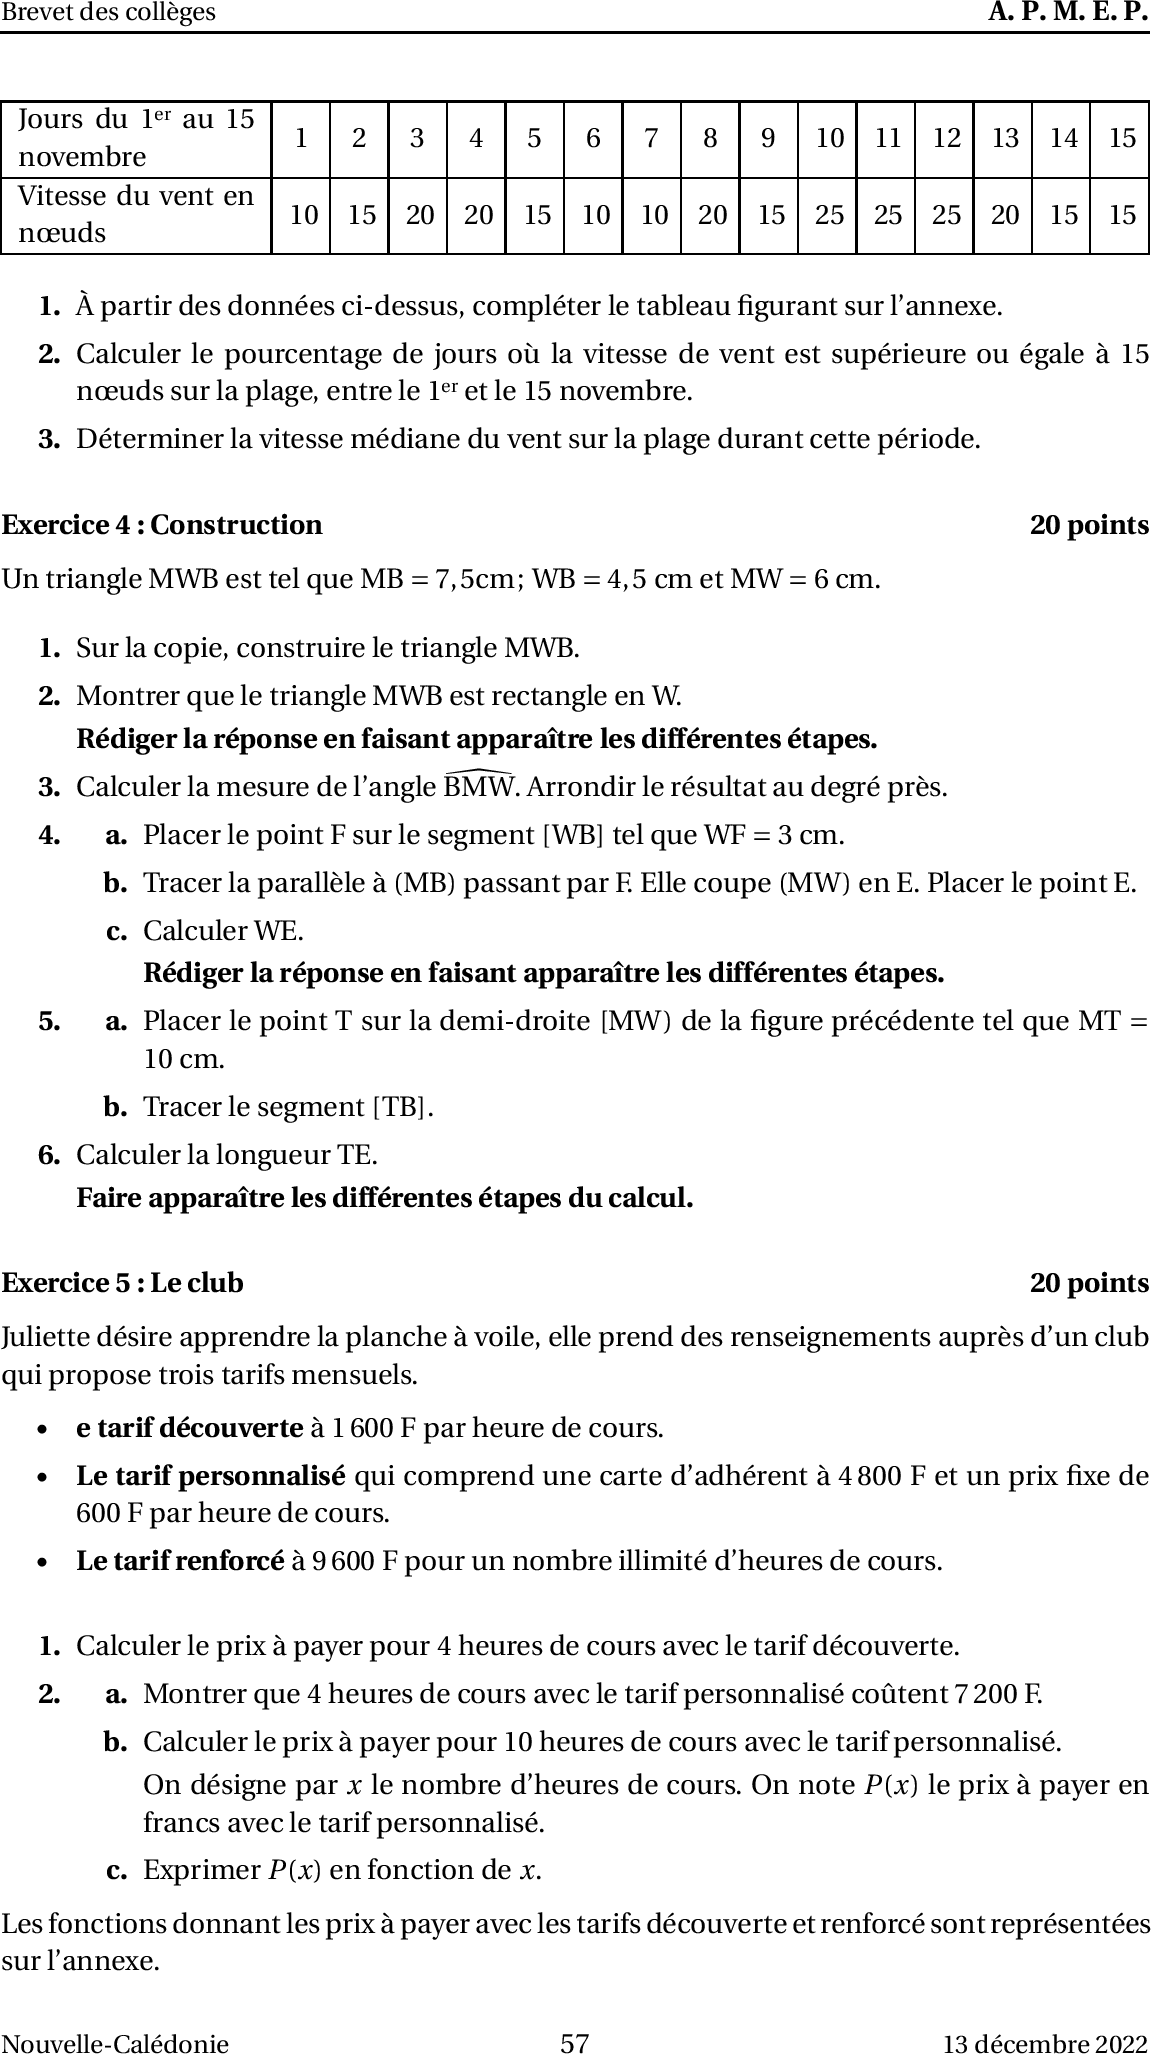 Brevet des collèges A. P. M. E. P.
Jours du 1er au 15 novembre 1 2 3 4 5 6 7 8 9 10 11 12 13 14 15
Vitesse du vent en nœuds 10 15 20 20 15 10 10 20 15 25 25 25 20 15 15
1. À partir des données ci-dessus, compléter le tableau figurant sur l'annexe.
2. Calculer le pourcentage de jours où la vitesse de vent est supérieure ou égale à 15
nœuds sur la plage, entre le 1er et le 15 novembre.
3. Déterminer la vitesse médiane du vent sur la plage durant cette période.
Exercice 4 : Construction 20 points
Un triangle MWB est tel que MB = 7,5cm; WB = 4,5 cm et MW = 6 cm.
1. Sur la copie, construire le triangle MWB.
2. Montrer que le triangle MWB est rectangle en W.
Rédiger la réponse en faisant apparaître les différentes étapes.
3. Calculer la mesure de l'angle BMW. Arrondir le résultat au degré près.
4. a. Placer le point F sur le segment [WB] tel que WF = 3 cm.
b. Tracer la parallèle à (MB) passant par F. Elle coupe (MW) en E. Placer le point E.
c. Calculer WE.
Rédiger la réponse en faisant apparaître les différentes étapes.
5. a. Placer le point T sur la demi-droite [MW) de la figure précédente tel que MT =
10 cm.
b. Tracer le segment [TB].
6. Calculer la longueur TE.
Faire apparaître les différentes étapes du calcul.
Exercice 5 : Le club 20 points
Juliette désire apprendre la planche à voile, elle prend des renseignements auprès d'un club
qui propose trois tarifs mensuels.
• e tarif découverte à 1 600 F par heure de cours.
• Le tarif personnalisé qui comprend une carte d'adhérent à 4 800 F et un prix fixe de
600 F par heure de cours.
• Le tarif renforcé à 9 600 F pour un nombre illimité d'heures de cours.
1. Calculer le prix à payer pour 4 heures de cours avec le tarif découverte.
2. a. Montrer que 4 heures de cours avec le tarif personnalisé coûtent 7 200 F.
b. Calculer le prix à payer pour 10 heures de cours avec le tarif personnalisé.
On désigne par x le nombre d'heures de cours. On note P(x) le prix à payer en
francs avec le tarif personnalisé.
c. Exprimer P(x) en fonction de x.
Les fonctions donnant les prix à payer avec les tarifs découverte et renforcé sont représentées
sur l'annexe.
Nouvelle-Calédonie 57 13 décembre 2022